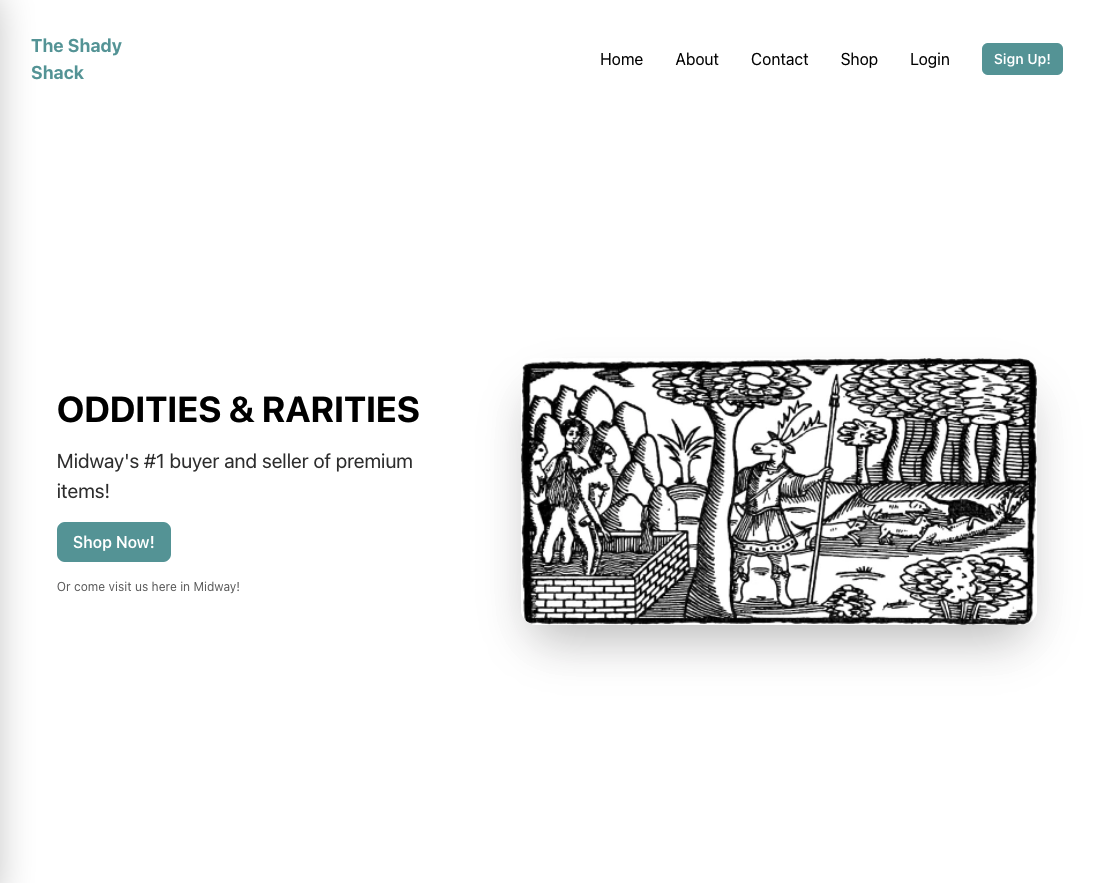 The Shady
Shack
Home About Contact Shop Login Sign Up!
ODDITIES & RARITIES
Midway's #1 buyer and seller of premium
items!
Shop Now!
Or come visit us here in Midway!